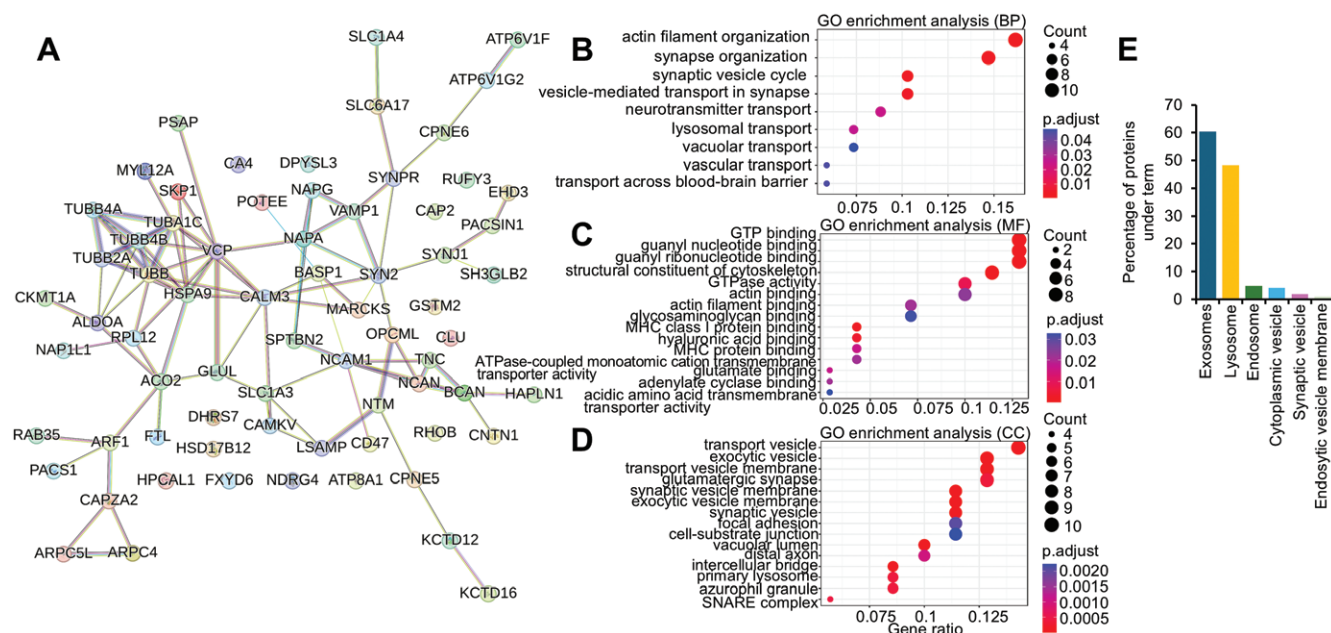 A
SLC1A4
ATP6V1F
ATP6V1G2
SLC6A17
CPNE6
PSAP
CA4
DPYSL3
SYNPR
MYL12A
SKP1
NAPG
RUFY3
EHD3
POTEE
VAMP1
CAP2
PACSIN1
TUBB4A
TUBA1C
TUBB4B
VCP
NAPA
SYNJ1
TUBB2A
TUBB
BASP1
SYN2
SH3GLB2
HSPA9
CALM3
CKMT1A
MARCKS
GSTM2
ALDOA
RPL12
SPTBN2
OPCML
CLU
NAP1L1
NCAM1
TNC
ATPase-coupled monoatomic cation transmembrane
transporter activity
ACO2
GLUL
SLC1A3
NCAN
BCAN
HAPLN1
DHRS7
NTM
RAB35
ARF1
FTL
CAMKV
RHOB
CNTN1
HSD17B12
LSAMP
CD47
PACS1
HPCAL1
FXYD6
NDRG4
ATP8A1
CPNE5
CAPZA2
KCTD12
ARPC5L
ARPC4
KCTD16
B
GO enrichment analysis (BP)
actin filament organization
synapse organization
synaptic vesicle cycle
vesicle-mediated transport in synapse
neurotransmitter transport
lysosomal transport
vacuolar transport
vascular transport
transport across blood-brain barrier
0.075
0.1
0.125
0.15
Count
4
6
8
10
p.adjust
0.04
0.03
0.02
0.01
C
GO enrichment analysis (MF)
GTP binding
guanyl nucleotide binding
guanyl ribonucleotide binding
structural constituent of cytoskeleton
GTPase activity
actin binding
actin filament binding
glycosaminoglycan binding
MHC class I protein binding
hyaluronic acid binding
MHC protein binding
glutamate binding
adenylate cyclase binding
acidic amino acid transmembrane
transporter activity
0.025
0.05
0.075
0.1
0.125
Count
2
4
6
8
p.adjust
0.03
0.02
0.01
D
GO enrichment analysis (CC)
transport vesicle
exocytic vesicle
transport vesicle membrane
glutamatergic synapse
synaptic vesicle membrane
exocytic vesicle membrane
synaptic vesicle
focal adhesion
cell-substrate junction
vacuolar lumen
distal axon
intercellular bridge
primary lysosome
azurophil granule
SNARE complex
0.075
0.1
0.125
Gene ratio
Count
4
5
6
7
8
9
10
p.adjust
0.0020
0.0015
0.0010
0.0005
E
Percentage of proteins
under term
70
60
50
40
30
20
10
0
Exosomes
Lysosome
Endosome
Cytoplasmic vesicle
Synaptic vesicle
Endosytic vesicle membrane